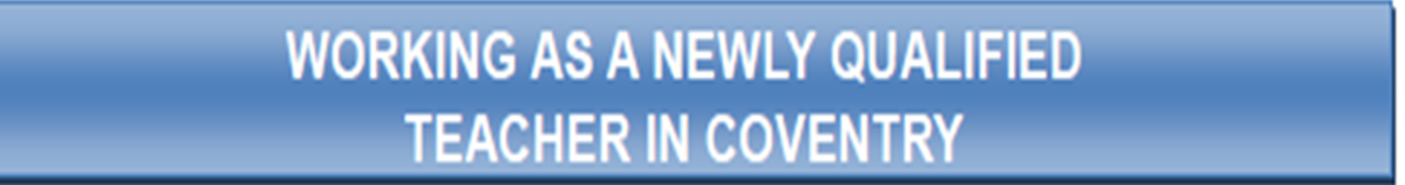 WORKING AS A NEWLY QUALIFIED
TEACHER IN COVENTRY